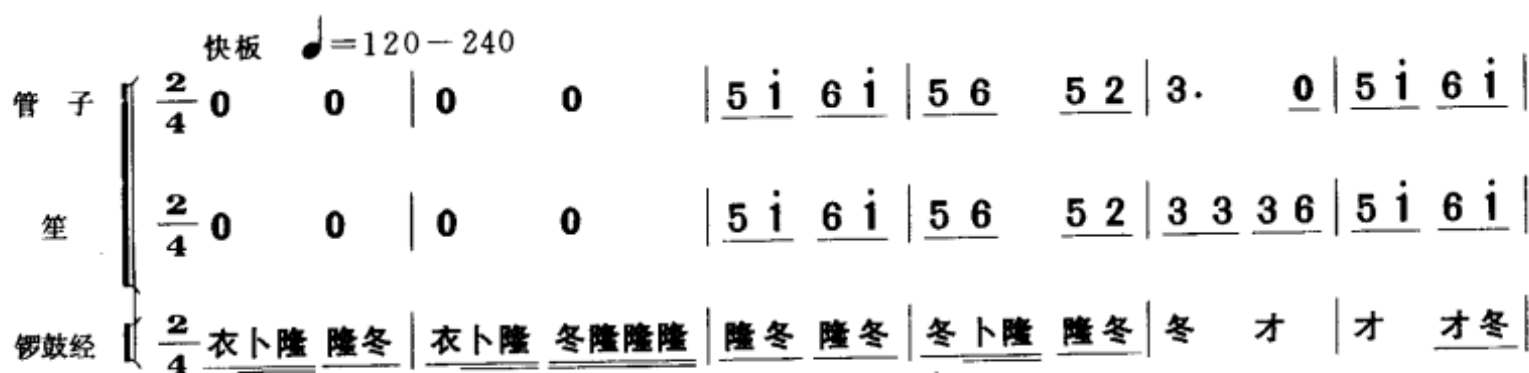 快板 ♩=120-240
管子 2/4 0 0 | 0 0 | 5 i̇ 6 i̇ | 5 6 5 2 | 3. 0 | 5 i̇ 6 i̇ |
笙 2/4 0 0 | 0 0 | 5 i̇ 6 i̇ | 5 6 5 2 | 3 3 3 6 | 5 i̇ 6 i̇ |
锣鼓经 2/4 衣卜隆 隆冬 | 衣卜隆 冬隆隆隆 | 隆冬 隆冬 | 冬卜隆 隆冬 | 冬 才 | 才 才冬 |